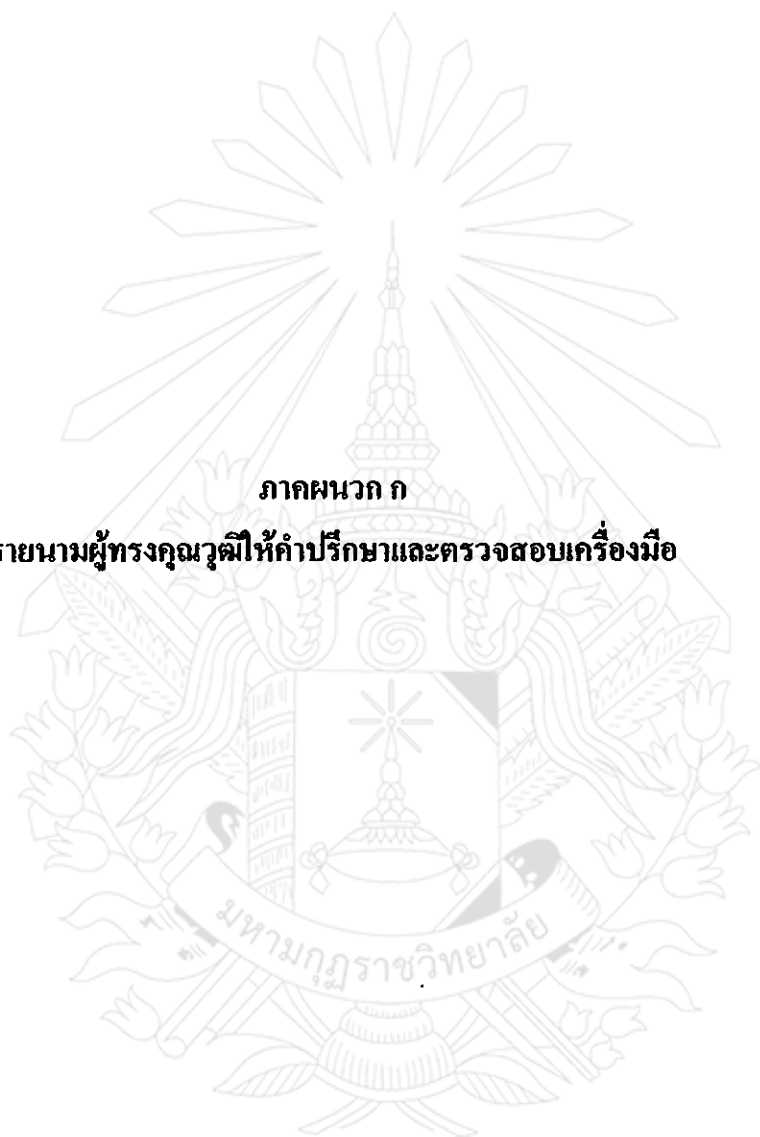 ภาคผนวก ก
รายนามผู้ทรงคุณวุฒิให้คำปรึกษาและตรวจสอบเครื่องมือ
มหามกุฏราชวิทยาลัย